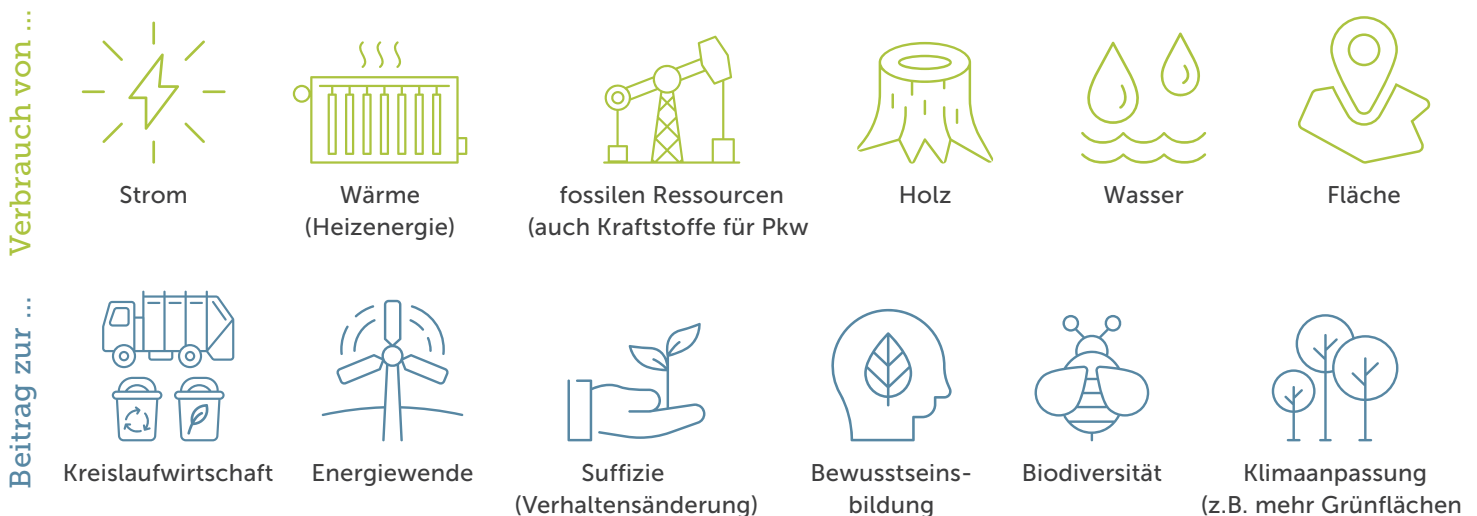 Verbrauch von ...
Strom
Wärme
(Heizenergie)
fossilen Ressourcen
(auch Kraftstoffe für Pkw
Holz
Wasser
Fläche
Beitrag zur ...
Kreislaufwirtschaft
Energiewende
Suffizie
(Verhaltensänderung)
Bewusstseins-
bildung
Biodiversität
Klimaanpassung
(z.B. mehr Grünflächen